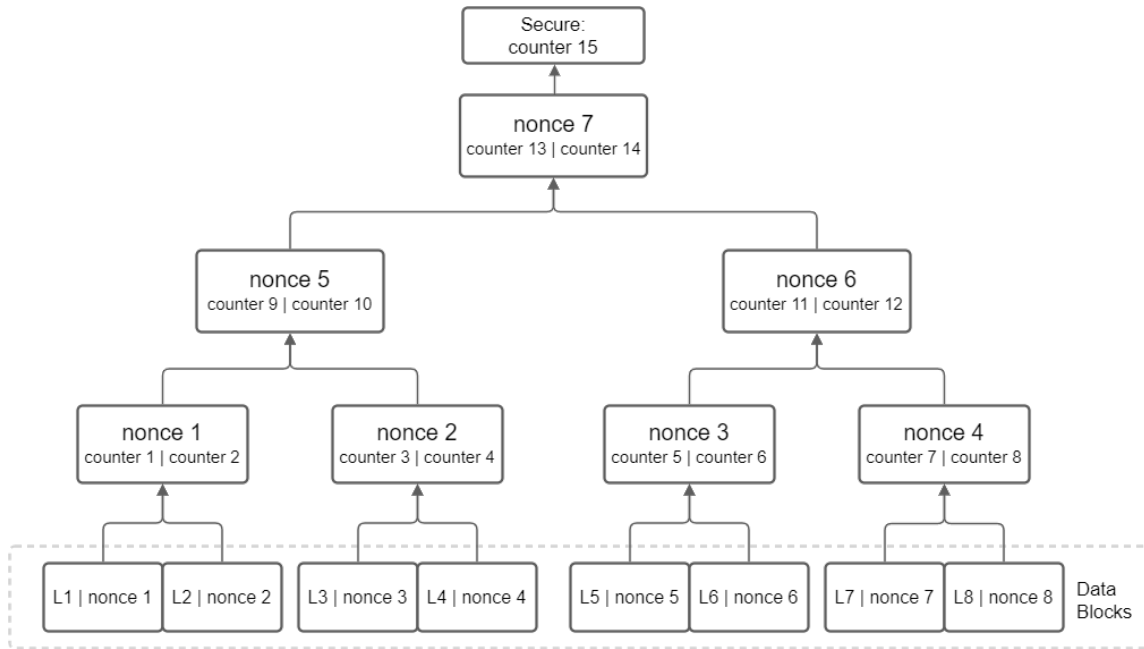 Secure:
counter 15
nonce 7
counter 13 | counter 14
nonce 5
counter 9 | counter 10
nonce 6
counter 11 | counter 12
nonce 1
counter 1 | counter 2
nonce 2
counter 3 | counter 4
nonce 3
counter 5 | counter 6
nonce 4
counter 7 | counter 8
L1 | nonce 1
L2 | nonce 2
L3 | nonce 3
L4 | nonce 4
L5 | nonce 5
L6 | nonce 6
L7 | nonce 7
L8 | nonce 8
Data
Blocks